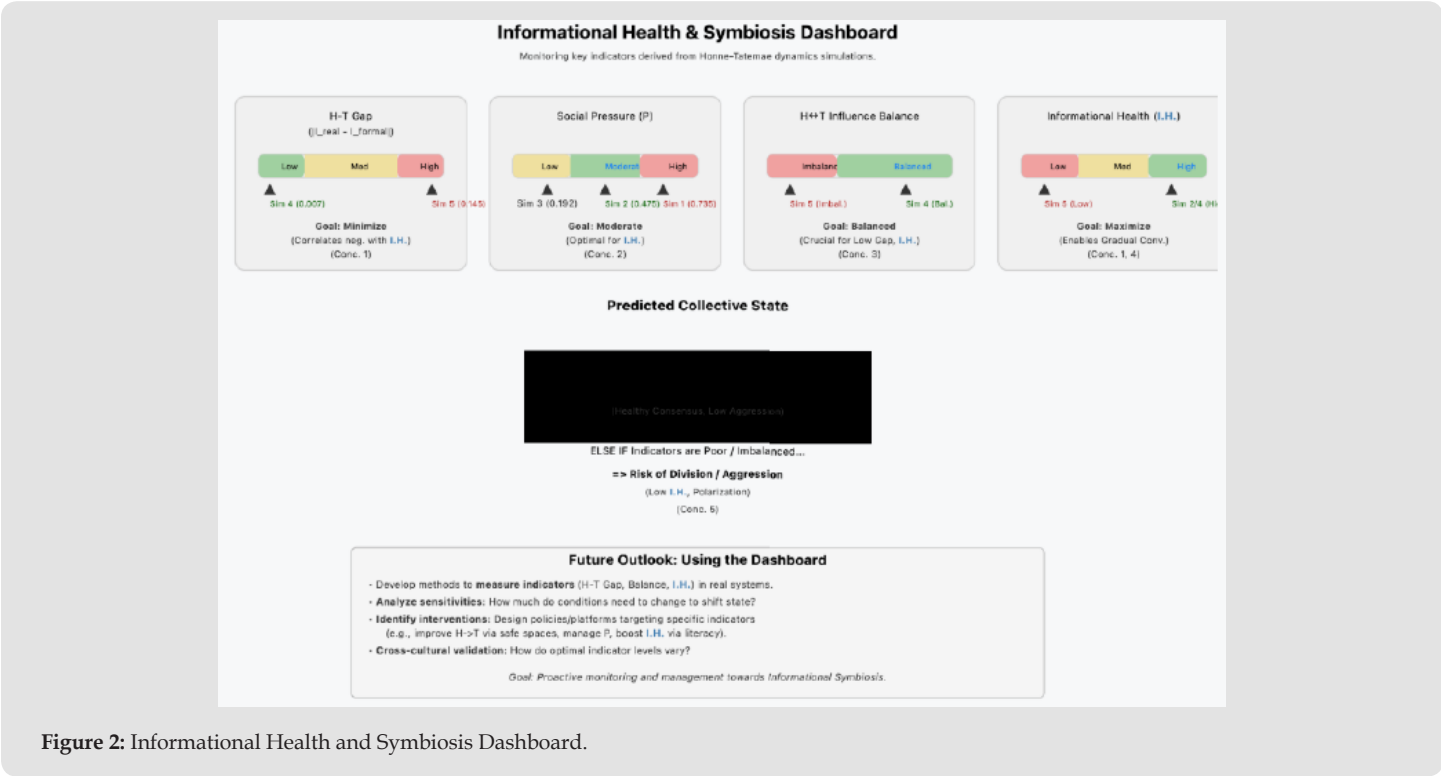 Informational Health & Symbiosis Dashboard
Monitoring key indicators derived from Honne-Tatemae dynamics simulations.
H-T Gap
(|I_real - I_formal|)
Low Med High
Sim 4 (0.007) Sim 5 (0.145)
Goal: Minimize
(Correlates neg. with I.H.)
(Conc. 1)
Social Pressure (P)
Low Moderat High
Sim 3 (0.192) Sim 2 (0.475) Sim 1 (0.735)
Goal: Moderate
(Optimal for I.H.)
(Conc. 2)
H↔T Influence Balance
Imbalanc Balanced
Sim 5 (Imbal.) Sim 4 (Bal.)
Goal: Balanced
(Crucial for Low Gap, I.H.)
(Conc. 3)
Informational Health (I.H.)
Low Med High
Sim 5 (Low) Sim 2/4 (Hi
Goal: Maximize
(Enables Gradual Conv.)
(Conc. 1, 4)
Predicted Collective State
(Healthy Consensus, Low Aggression)
ELSE IF Indicators are Poor / Imbalanced...
=> Risk of Division / Aggression
(Low I.H., Polarization)
(Conc. 5)
Future Outlook: Using the Dashboard
- Develop methods to measure indicators (H-T Gap, Balance, I.H.) in real systems.
- Analyze sensitivities: How much do conditions need to change to shift state?
- Identify interventions: Design policies/platforms targeting specific indicators
(e.g., improve H->T via safe spaces, manage P, boost I.H. via literacy).
- Cross-cultural validation: How do optimal indicator levels vary?
Goal: Proactive monitoring and management towards Informational Symbiosis.
Figure 2: Informational Health and Symbiosis Dashboard.